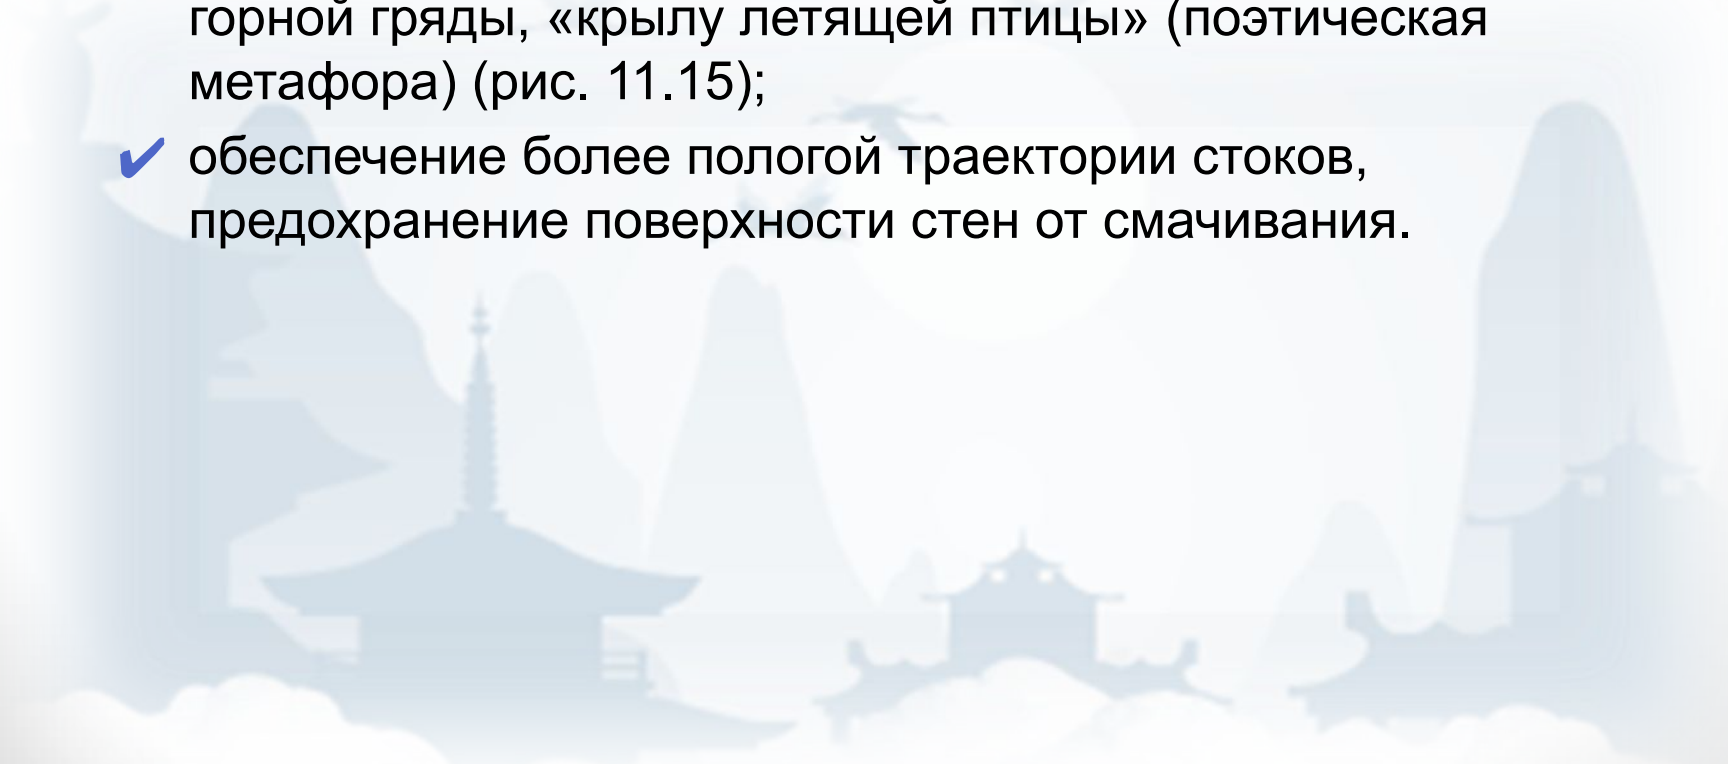 горной гряды, «крылу летящей птицы» (поэтическая
метафора) (рис. 11.15);
✔ обеспечение более пологой траектории стоков,
предохранение поверхности стен от смачивания.